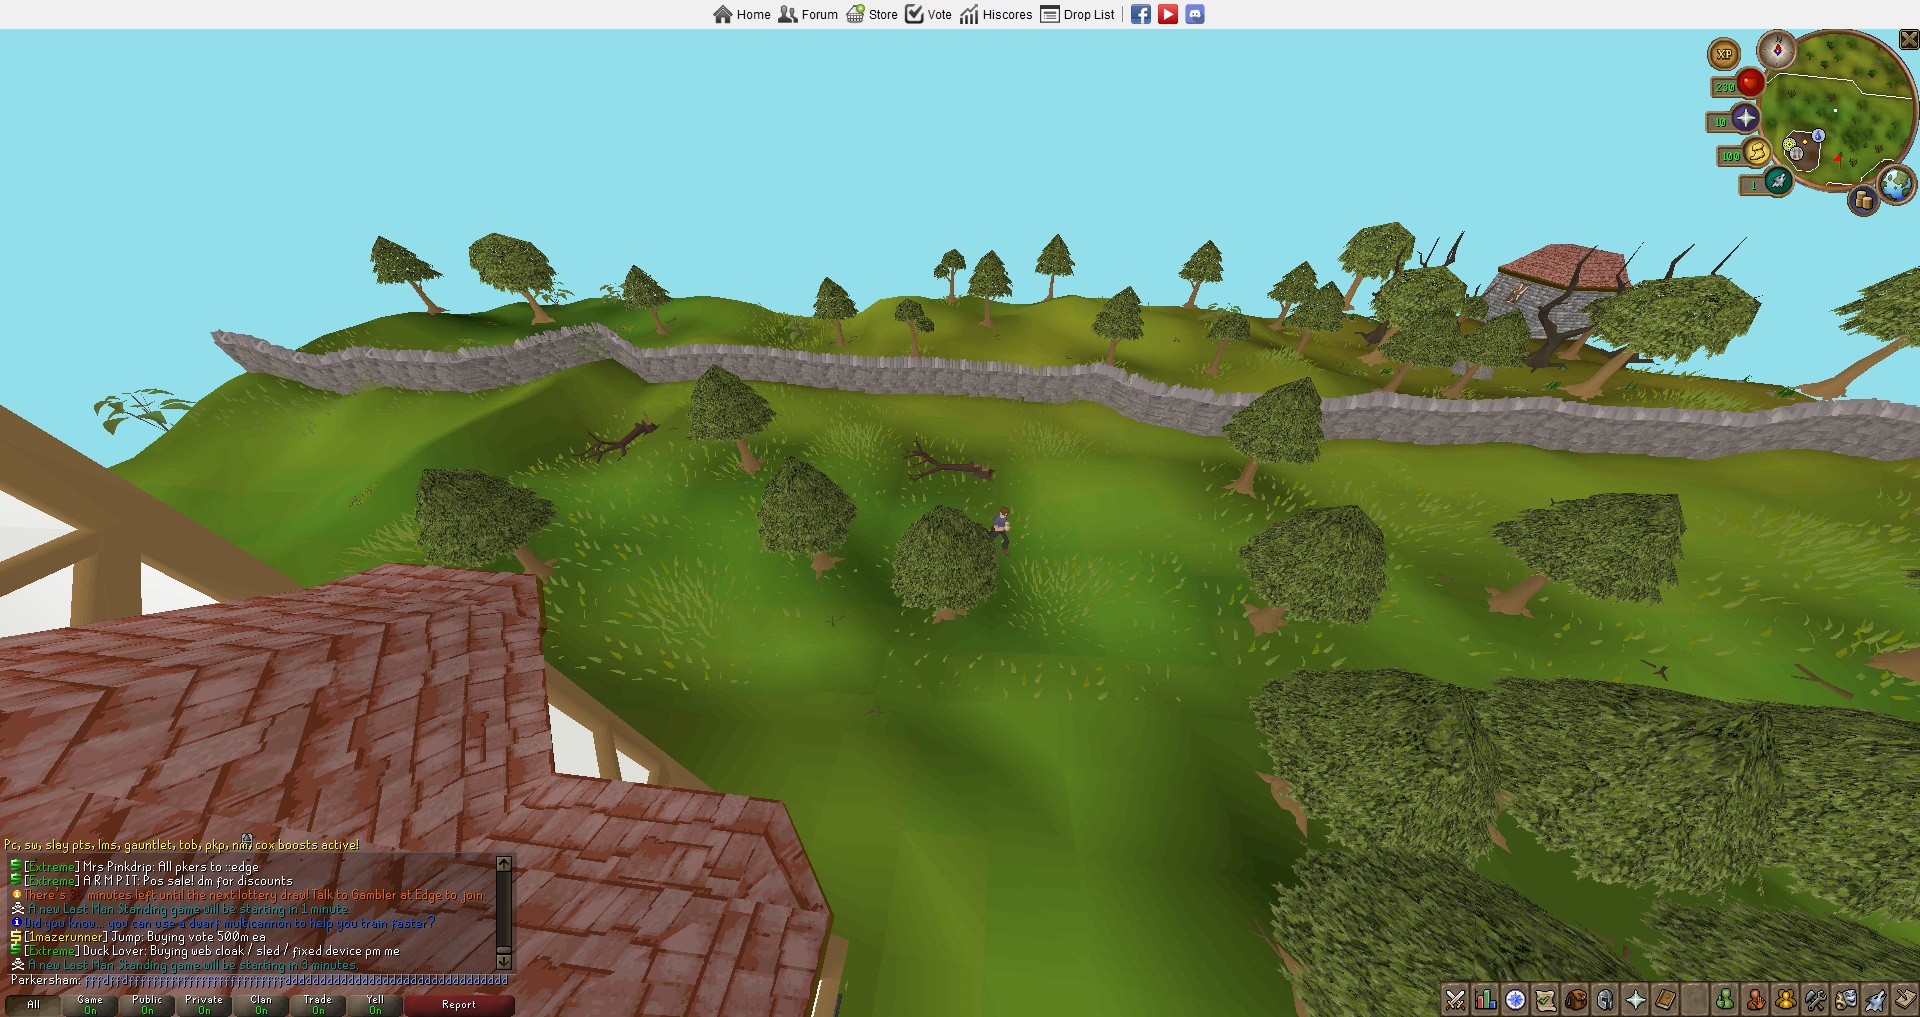 Home Forum Store Vote Hiscores Drop List
XP
N
230
10
100
1
Pc, sw, slay pts, lms, gauntlet, tob, pkp, nm, cox boosts active!
[Extreme] Mrs Pinkdrip: All pkers to ::edge
[Extreme] A R M P I T: Pos sale! dm for discounts
There's minutes left until the next lottery draw! Talk to Gambler at Edge to join.
A new Last Man Standing game will be starting in 1 minute.
Did you know... you can use a dwarf multicannon to help you train faster?
[1mazerunner] Jump: Buying vote 500m ea
[Extreme] Duck Lover: Buying web cloak / sled / fixed device pm me
A new Last Man Standing game will be starting in 3 minutes.
Parkersham:
All Game Public Private Clan Trade Yell Report
On On On On On On